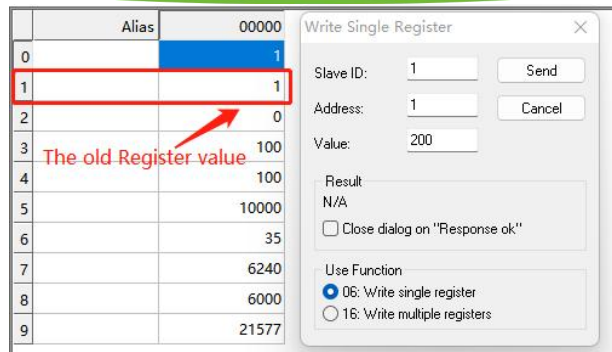 Alias 00000
0 1
1 1
2 0
3 100
4 100
5 10000
6 35
7 6240
8 6000
9 21577
The old Register value
Write Single Register
Slave ID: 1 Send
Address: 1 Cancel
Value: 200
Result
N/A
Close dialog on "Response ok"
Use Function
06: Write single register
16: Write multiple registers